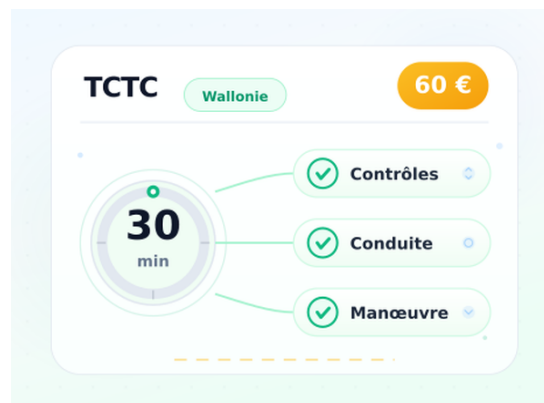 TCTC
Wallonie
60 €
30
min
Contrôles
Conduite
Manœuvre